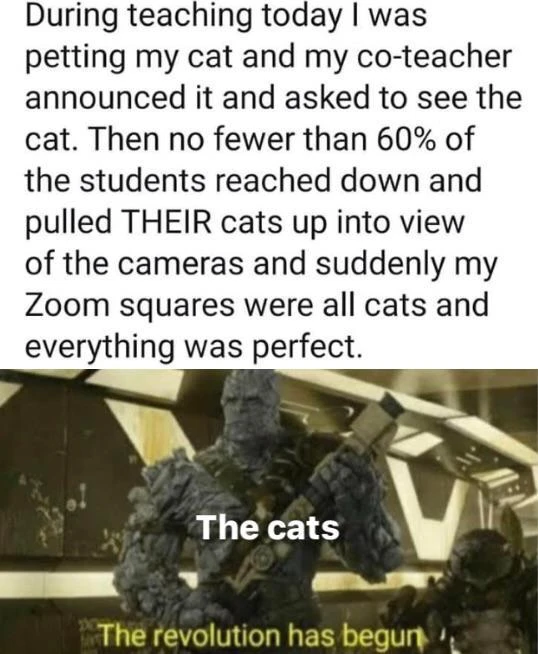 During teaching today I was
petting my cat and my co-teacher
announced it and asked to see the
cat. Then no fewer than 60% of
the students reached down and
pulled THEIR cats up into view
of the cameras and suddenly my
Zoom squares were all cats and
everything was perfect.
The cats
The revolution has begun